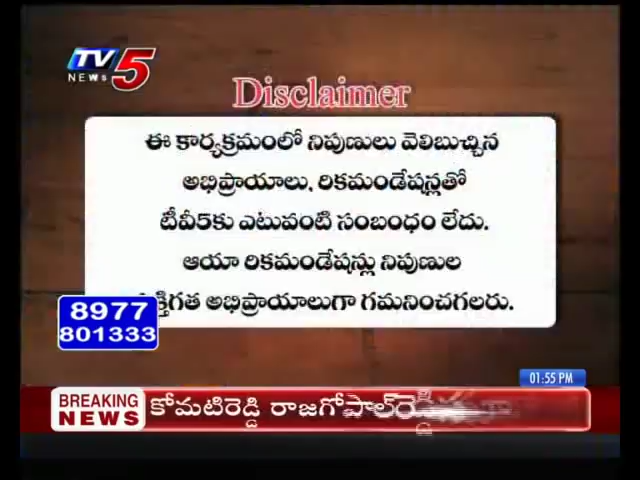 TV5
NEWS
Disclaimer
ఈ కార్యక్రమంలో నిపుణులు వెలిబుచ్చిన
అభిప్రాయాలు, రికమండేషన్లతో
టీవీ5కు ఎటువంటి సంబంధం లేదు.
ఆయా రికమండేషన్లు నిపుణుల
అభిప్రాయాలుగా గమనించగలరు.
8977
801333
01:55 PM
BREAKING
NEWS
కోమటిరెడ్డి రాజగోపాల్‌రెడ్డి